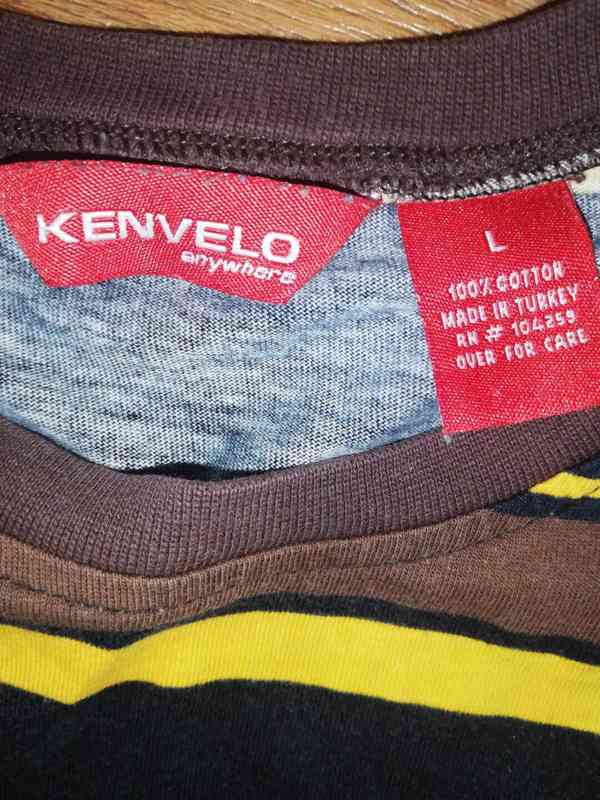 KENVELO
anywhere
L
100% COTTON
MADE IN TURKEY
RN # 104259
OVER FOR CARE